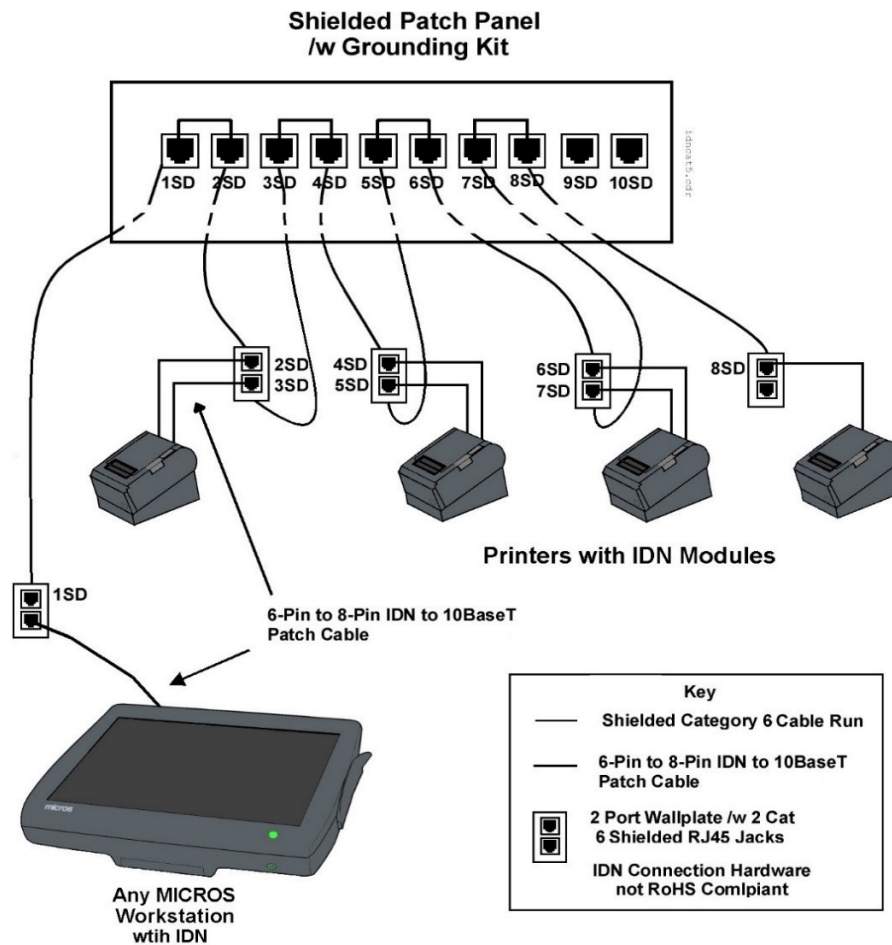 Shielded Patch Panel
/w Grounding Kit
idncat5.cdr
1SD 2SD 3SD 4SD 5SD 6SD 7SD 8SD 9SD 10SD
2SD
3SD
4SD
5SD
6SD
7SD
8SD
Printers with IDN Modules
1SD
6-Pin to 8-Pin IDN to 10BaseT
Patch Cable
micros
Any MICROS
Workstation
wtih IDN
Key
Shielded Category 6 Cable Run
6-Pin to 8-Pin IDN to 10BaseT
Patch Cable
2 Port Wallplate /w 2 Cat
6 Shielded RJ45 Jacks
IDN Connection Hardware
not RoHS Comlpiant